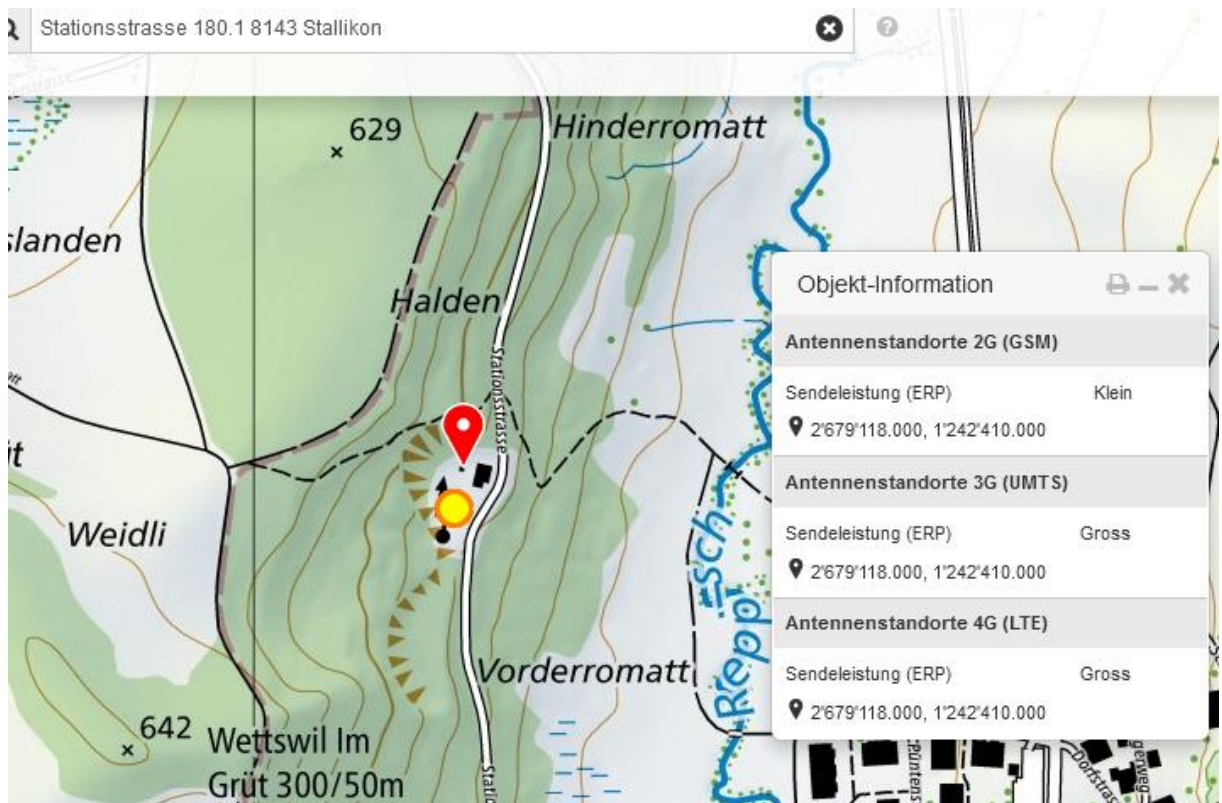 Stationsstrasse 180.1 8143 Stallikon
629
Hinderromatt
slanden
Halden
Stationsstrasse
Weidli
Vorderromatt
642
Wettswil Im
Grüt 300/50m
Objekt-Information
Antennenstandorte 2G (GSM)
Sendeleistung (ERP) Klein
2'679'118.000, 1'242'410.000
Antennenstandorte 3G (UMTS)
Sendeleistung (ERP) Gross
2'679'118.000, 1'242'410.000
Antennenstandorte 4G (LTE)
Sendeleistung (ERP) Gross
2'679'118.000, 1'242'410.000